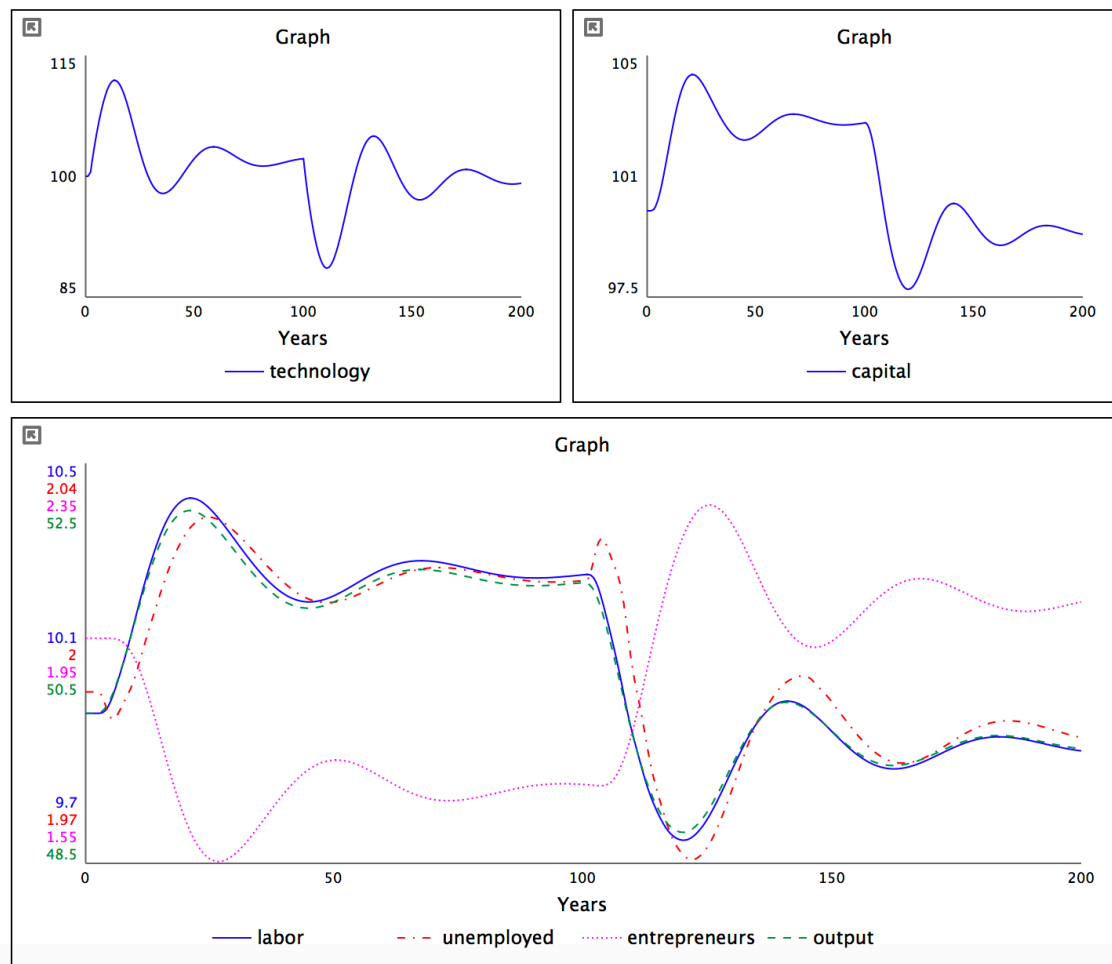 Graph
115
100
85
0 50 100 150 200
Years
technology
Graph
105
101
97.5
0 50 100 150 200
Years
capital
Graph
10.5
2.04
2.35
52.5
10.1
2
1.95
50.5
9.7
1.97
1.55
48.5
0 50 100 150 200
Years
labor unemployed entrepreneurs output